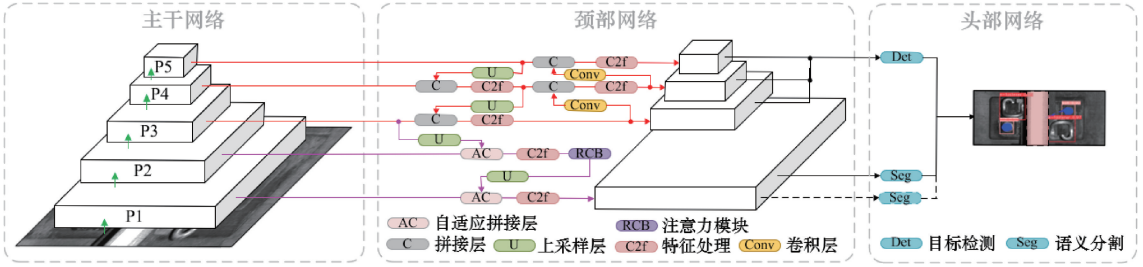 主干网络
颈部网络
头部网络
P5
P4
P3
P2
P1
C
C2f
U
Conv
C
C2f
C
C2f
U
Conv
C
C2f
U
AC
C2f
RCB
U
AC
C2f
Det
Seg
Seg
AC 自适应拼接层
RCB 注意力模块
C 拼接层
U 上采样层
C2f 特征处理
Conv 卷积层
Det 目标检测
Seg 语义分割